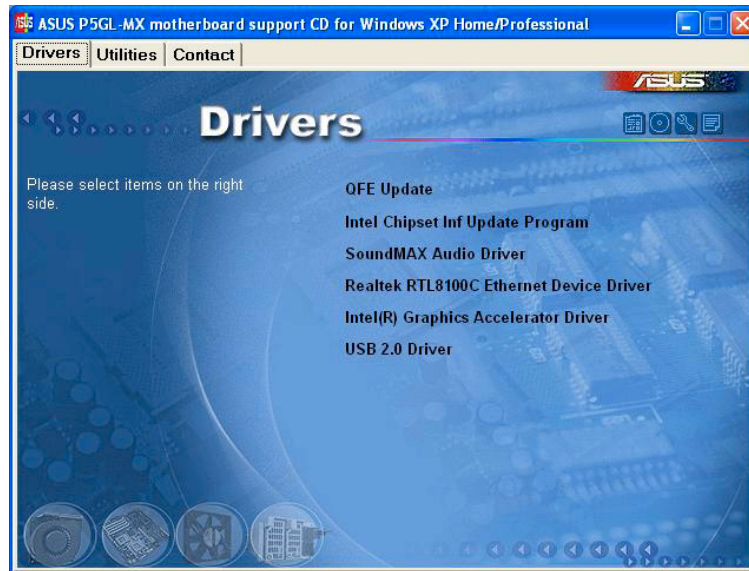 ASUS P5GL-MX motherboard support CD for Windows XP Home/Professional
Drivers Utilities Contact
ASUS
Drivers
Please select items on the right
side.
QFE Update
Intel Chipset Inf Update Program
SoundMAX Audio Driver
Realtek RTL8100C Ethernet Device Driver
Intel(R) Graphics Accelerator Driver
USB 2.0 Driver